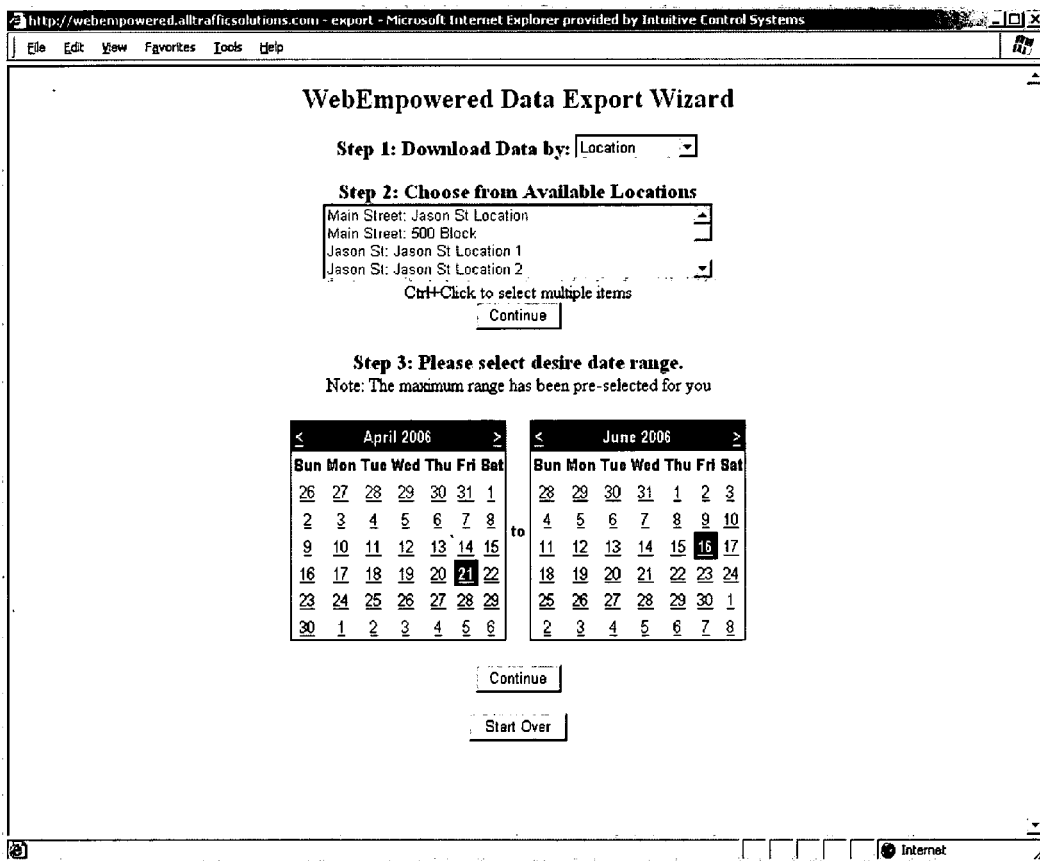 http://webempowered.alltrafficsolutions.com - export - Microsoft Internet Explorer provided by Intuitive Control Systems
File Edit View Favorites Tools Help
WebEmpowered Data Export Wizard
Step 1: Download Data by: Location
Step 2: Choose from Available Locations
Main Street: Jason St Location
Main Street: 500 Block
Jason St: Jason St Location 1
Jason St: Jason St Location 2
Ctrl+Click to select multiple items
Continue
Step 3: Please select desire date range.
Note: The maximum range has been pre-selected for you
< April 2006 >
Sun Mon Tue Wed Thu Fri Sat
26 27 28 29 30 31 1
2 3 4 5 6 7 8
9 10 11 12 13 14 15
16 17 18 19 20 21 22
23 24 25 26 27 28 29
30 1 2 3 4 5 6
to
< June 2006 >
Sun Mon Tue Wed Thu Fri Sat
28 29 30 31 1 2 3
4 5 6 7 8 9 10
11 12 13 14 15 16 17
18 19 20 21 22 23 24
25 26 27 28 29 30 1
2 3 4 5 6 7 8
Continue
Start Over
Internet